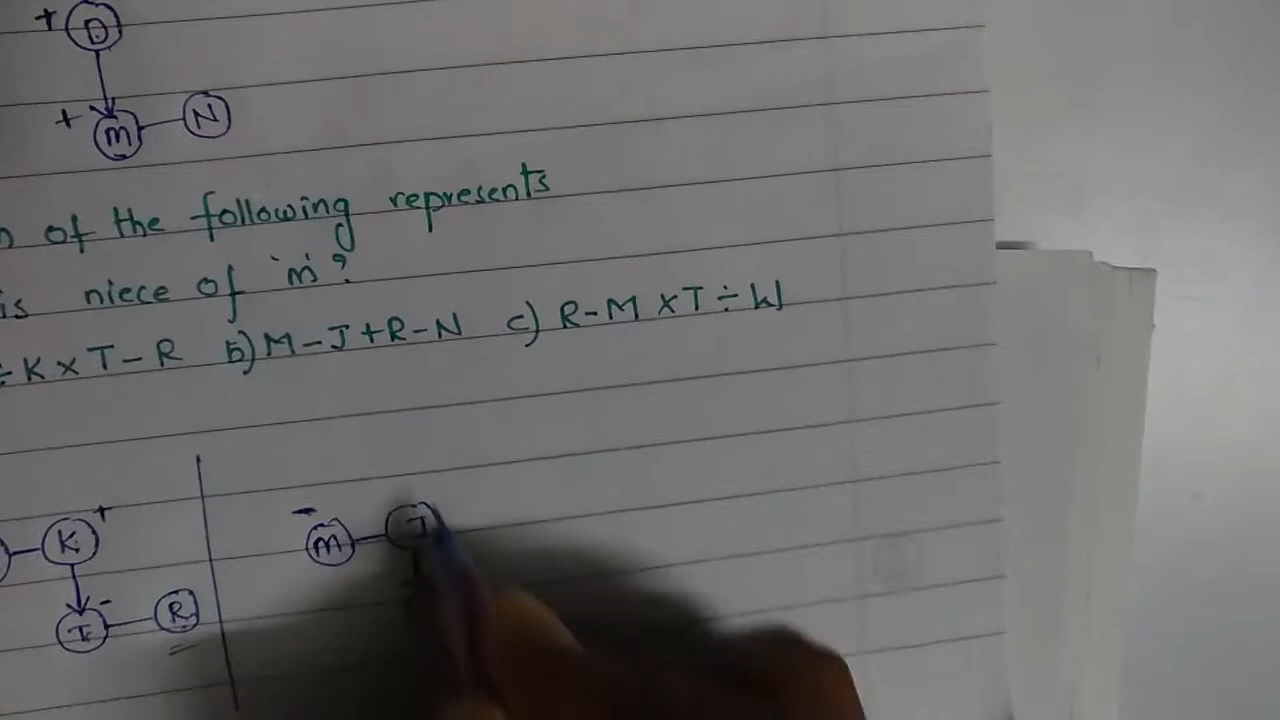 + D
+ M N
of the following represents
is niece of 'm'?
÷ K × T - R b) M - J + R - N c) R - M × T ÷ W
K + - M J
T - R